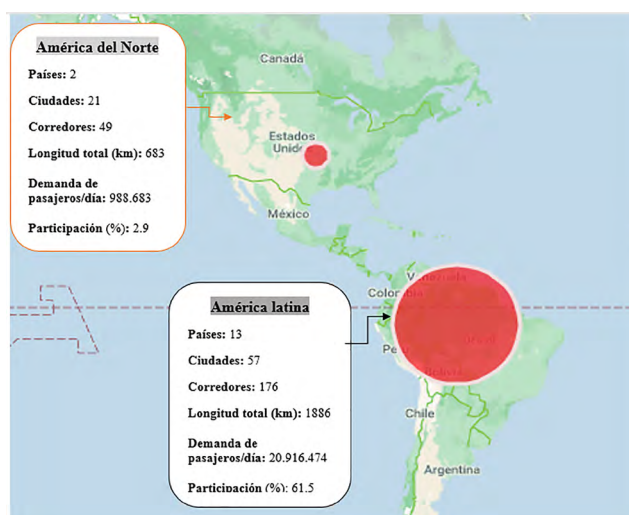 América del Norte
Países: 2
Ciudades: 21
Corredores: 49
Longitud total (km): 683
Demanda de
pasajeros/día: 988.683
Participación (%): 2.9
Canadá
Estados
Unido
México
América latina
Países: 13
Ciudades: 57
Corredores: 176
Longitud total (km): 1886
Demanda de
pasajeros/día: 20.916.474
Participación (%): 61.5
Venezuela
Colombia
Perú
Brasil
Bolivia
Chile
Argentina